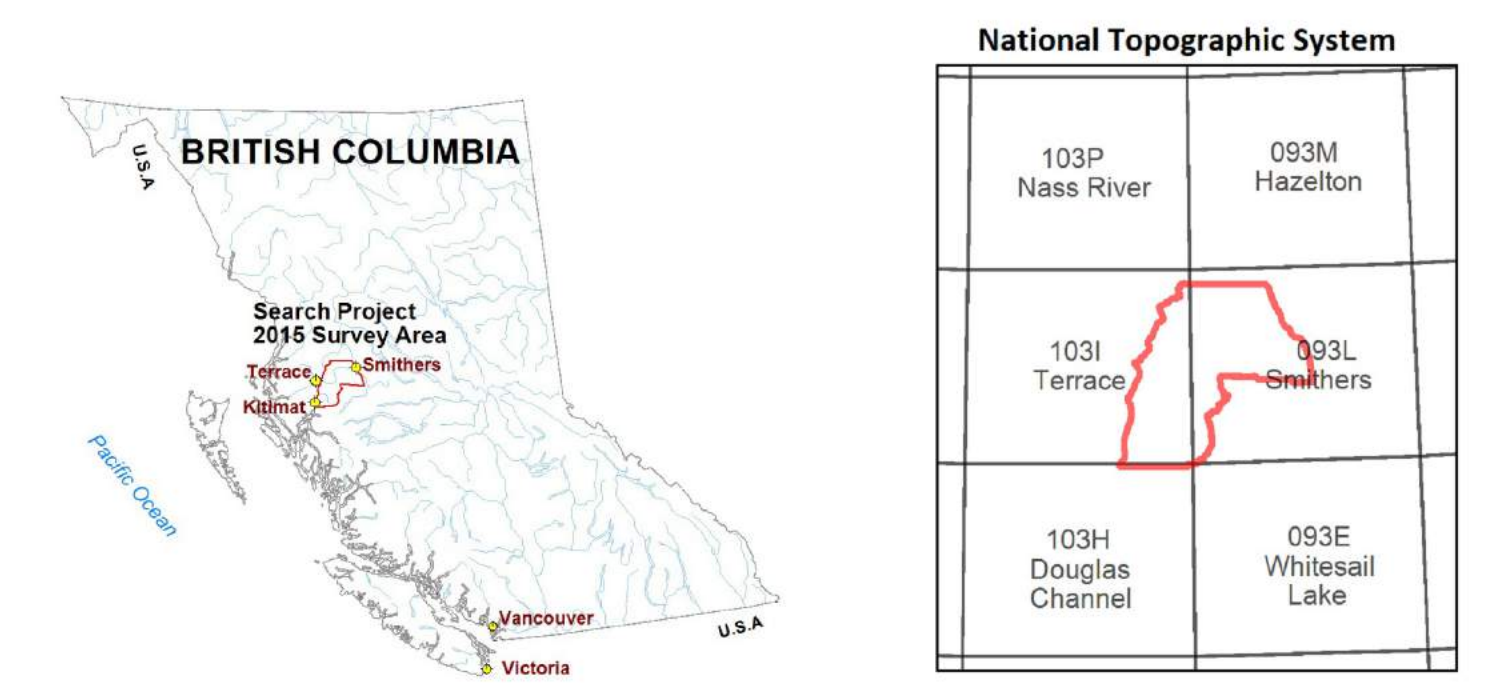 BRITISH COLUMBIA
U.S.A
Search Project
2015 Survey Area
Terrace
Smithers
Kitimat
Pacific Ocean
Vancouver
U.S.A
Victoria
National Topographic System
103P
Nass River
093M
Hazelton
103I
Terrace
093L
Smithers
103H
Douglas
Channel
093E
Whitesail
Lake